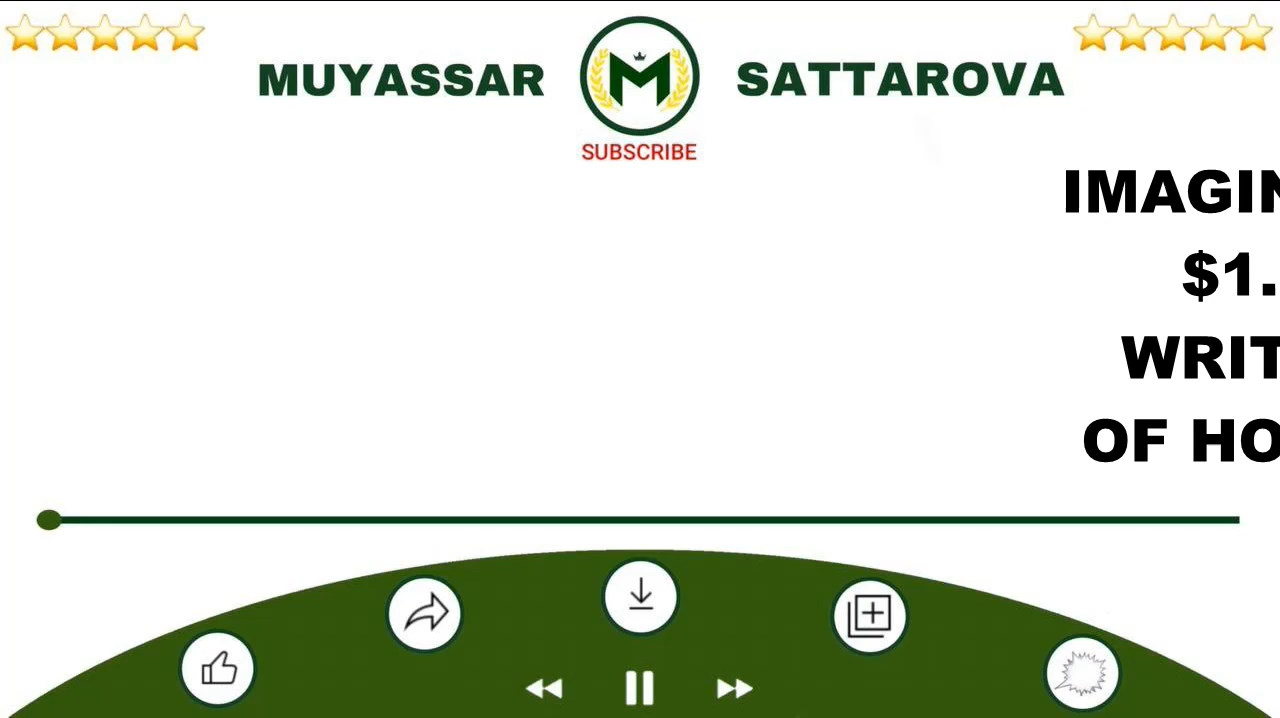 MUYASSAR M SATTAROVA
SUBSCRIBE
IMAGIN
$1.
WRIT
OF HO